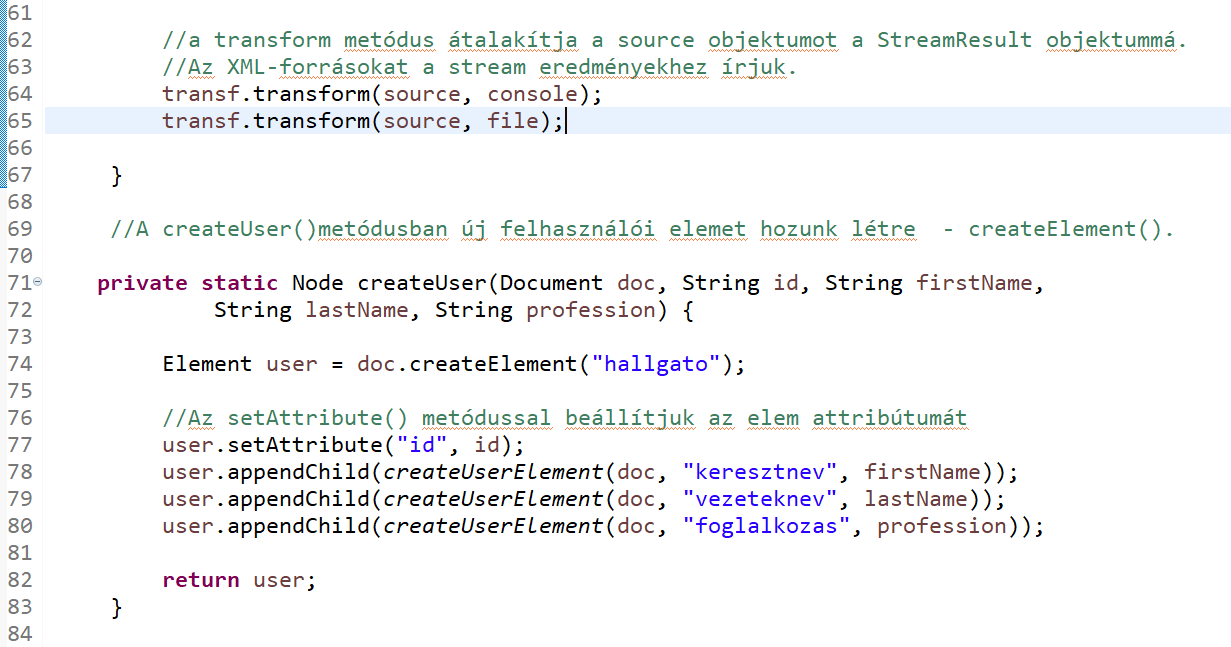 61
62 //a transform metódus átalakítja a source objektumot a StreamResult objektummá.
63 //Az XML-forrásokat a stream eredményekhez írjuk.
64 transf.transform(source, console);
65 transf.transform(source, file);
66
67 }
68
69 //A createUser()metódusban új felhasználói elemet hozunk létre  - createElement().
70
71 private static Node createUser(Document doc, String id, String firstName,
72 String lastName, String profession) {
73
74 Element user = doc.createElement("hallgato");
75
76 //Az setAttribute() metódussal beállítjuk az elem attribútumát
77 user.setAttribute("id", id);
78 user.appendChild(createUserElement(doc, "keresztnev", firstName));
79 user.appendChild(createUserElement(doc, "vezeteknev", lastName));
80 user.appendChild(createUserElement(doc, "foglalkozas", profession));
81
82 return user;
83 }
84